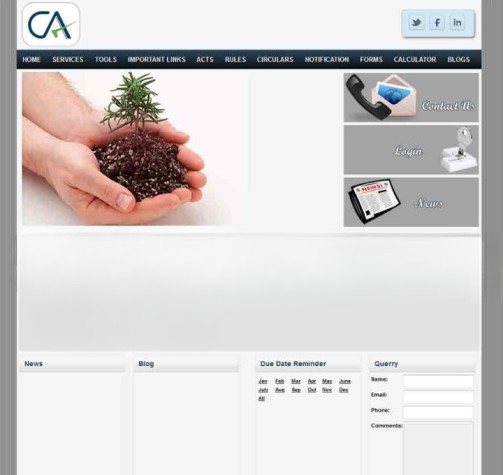 CA
HOME SERVICES TOOLS IMPORTANT LINKS ACTS RULES CIRCULARS NOTIFICATION FORMS CALCULATOR BLOGS
Contact Us
Login
NEWS!
News
News
Blog
Due Date Reminder
Jan Feb Mar Apr May June
July Aug Sep Oct Nov Dec
All
Querry
Name:
Email:
Phone:
Comments: